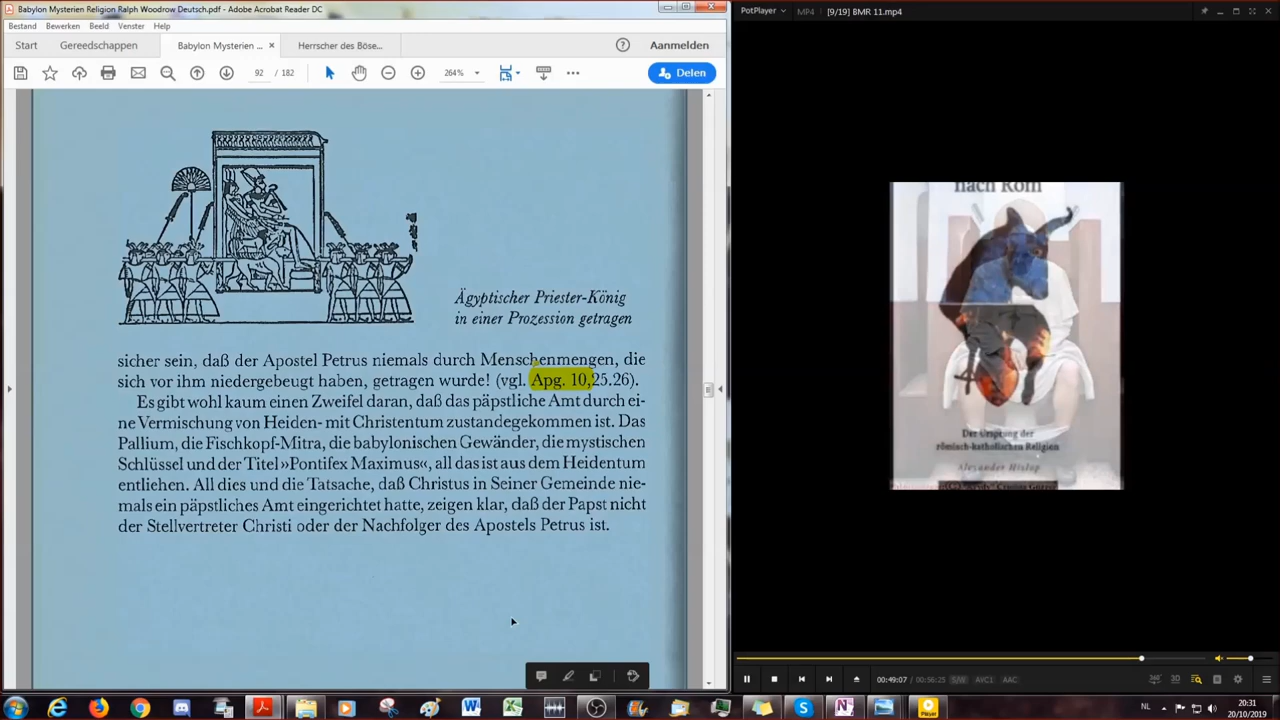 Babylon Mysterien Religion Ralph Woodrow Deutsch.pdf - Adobe Acrobat Reader DC
Bestand Bewerken Beeld Venster Help
Start Gereedschappen Babylon Mysterien ... × Herrscher des Böse... Aanmelden
92 / 182 264% Delen
Ägyptischer Priester-König
in einer Prozession getragen
sicher sein, daß der Apostel Petrus niemals durch Menschenmengen, die
sich vor ihm niedergebeugt haben, getragen wurde! (vgl. Apg. 10,25.26).
Es gibt wohl kaum einen Zweifel daran, daß das päpstliche Amt durch ei-
ne Vermischung von Heiden- mit Christentum zustandegekommen ist. Das
Pallium, die Fischkopf-Mitra, die babylonischen Gewänder, die mystischen
Schlüssel und der Titel »Pontifex Maximus«, all das ist aus dem Heidentum
entliehen. All dies und die Tatsache, daß Christus in Seiner Gemeinde nie-
mals ein päpstliches Amt eingerichtet hatte, zeigen klar, daß der Papst nicht
der Stellvertreter Christi oder der Nachfolger des Apostels Petrus ist.
PotPlayer MP4 [9/19] BMR 11.mp4
nach Rom
Der Ursprung der
römisch-katholischen Religion
Alexander Hislop
00:49:07 / 00:56:25 S/W AVC1 AAC
360° 3D
NL 20:31
20/10/2019